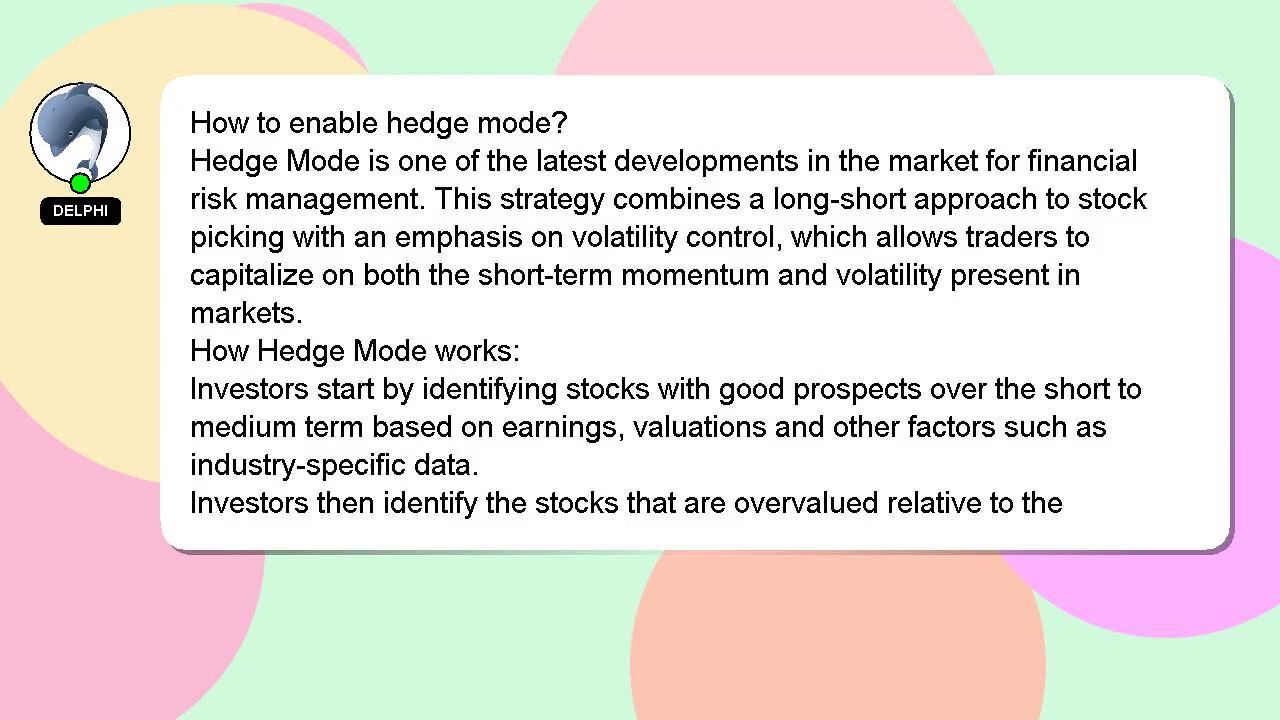 How to enable hedge mode?
Hedge Mode is one of the latest developments in the market for financial
risk management. This strategy combines a long-short approach to stock
picking with an emphasis on volatility control, which allows traders to
capitalize on both the short-term momentum and volatility present in
markets.
How Hedge Mode works:
Investors start by identifying stocks with good prospects over the short to
medium term based on earnings, valuations and other factors such as
industry-specific data.
Investors then identify the stocks that are overvalued relative to the
DELPHI